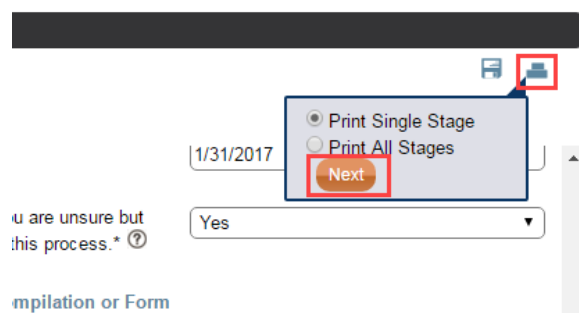 Print Single Stage
Print All Stages
1/31/2017
Next
u are unsure but
Yes
this process.* ?
mpilation or Form